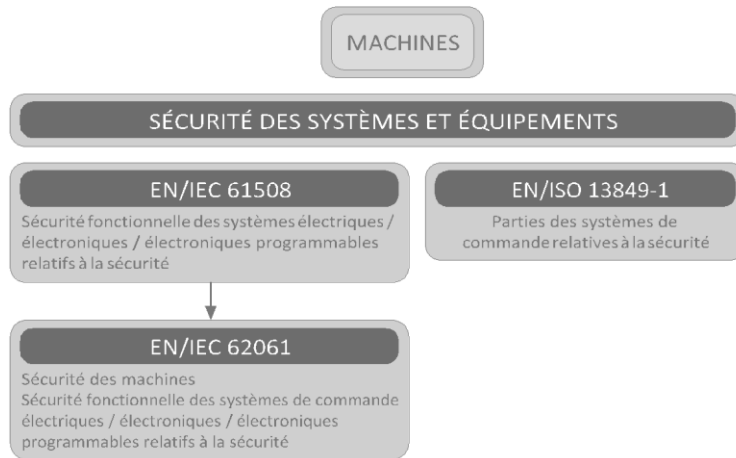 MACHINES
SÉCURITÉ DES SYSTÈMES ET ÉQUIPEMENTS
EN/IEC 61508
Sécurité fonctionnelle des systèmes électriques /
électroniques / électroniques programmables
relatifs à la sécurité
EN/ISO 13849-1
Parties des systèmes de
commande relatives à la sécurité
EN/IEC 62061
Sécurité des machines
Sécurité fonctionnelle des systèmes de commande
électriques / électroniques / électroniques
programmables relatifs à la sécurité